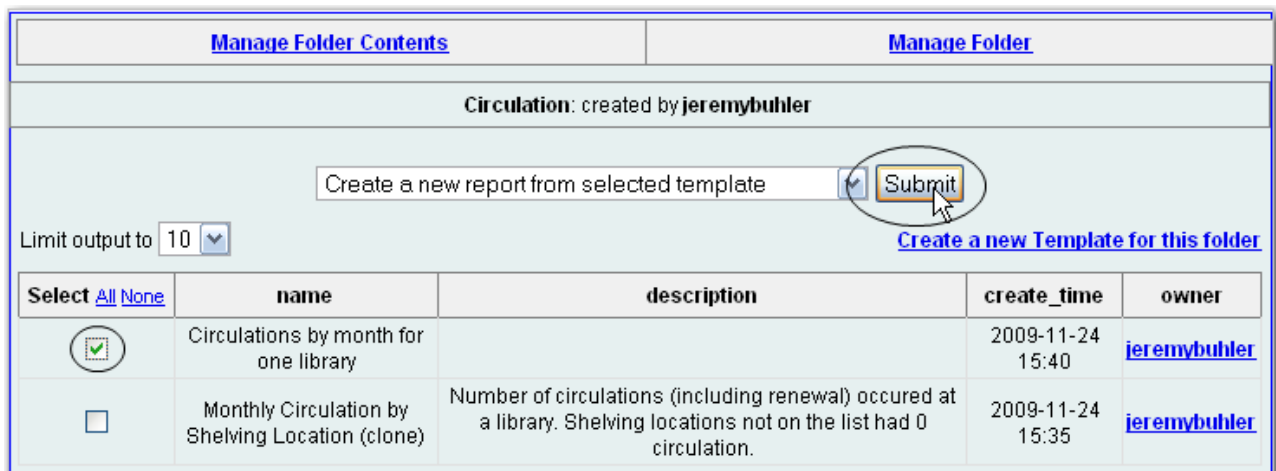 Manage Folder Contents Manage Folder
Circulation: created by jeremybuhler
Create a new report from selected template Submit
Limit output to 10 Create a new Template for this folder
Select All None name description create_time owner
Circulations by month for
one library
2009-11-24
15:40
jeremybuhler
Monthly Circulation by
Shelving Location (clone)
Number of circulations (including renewal) occured at
a library. Shelving locations not on the list had 0
circulation.
2009-11-24
15:35
jeremybuhler